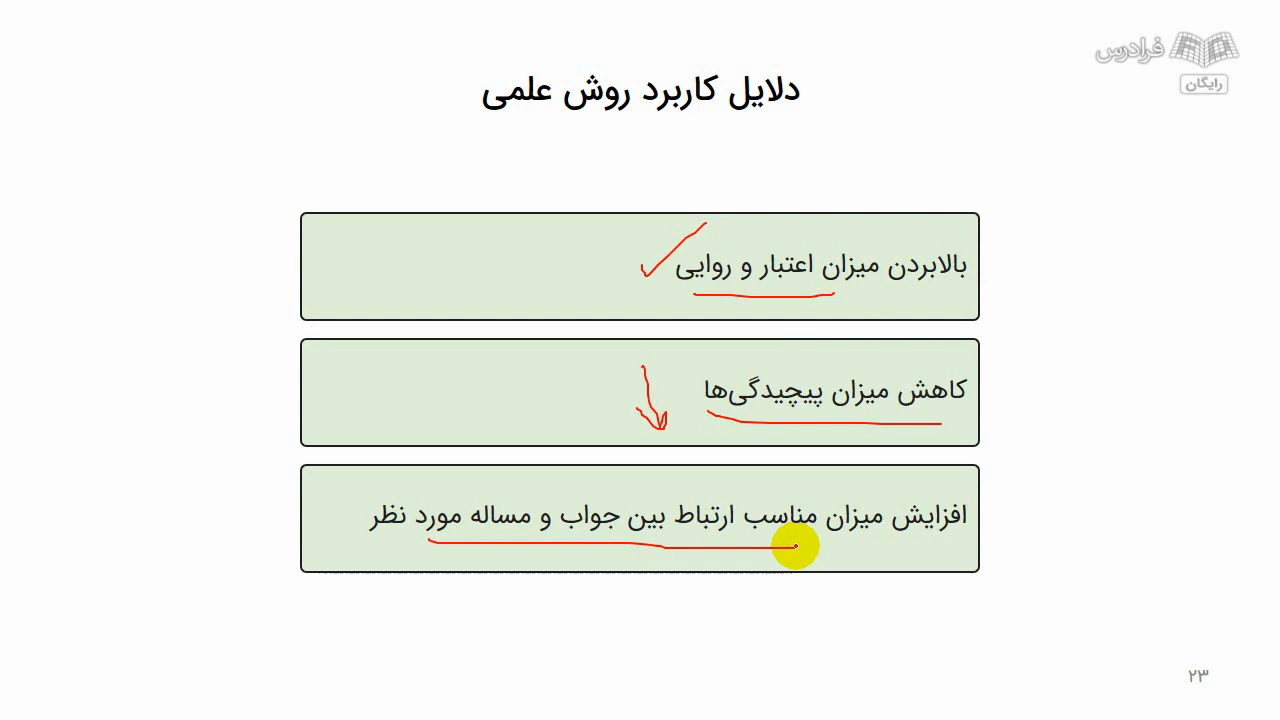 فرادرس
رایگان
دلایل کاربرد روش علمی
بالابردن میزان اعتبار و روایی
کاهش میزان پیچیدگی‌ها
افزایش میزان مناسب ارتباط بین جواب و مساله مورد نظر
۲۳